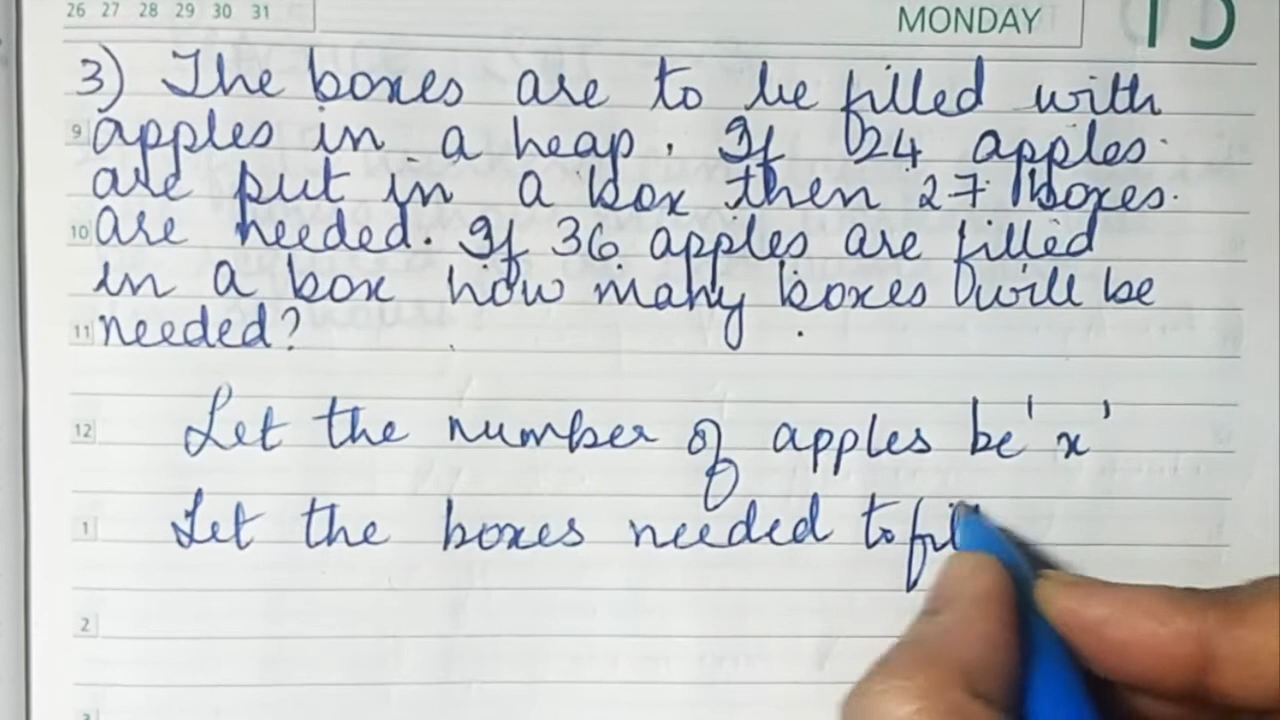 26 27 28 29 30 31
MONDAY
3) The boxes are to be filled with
9 apples in a heap. If 24 apples
are put in a box then 27 boxes.
10 are needed. If 36 apples are filled
in a box how many boxes will be
11 needed?
12 Let the number of apples be 'x'
1 Let the boxes needed to fil
2
3